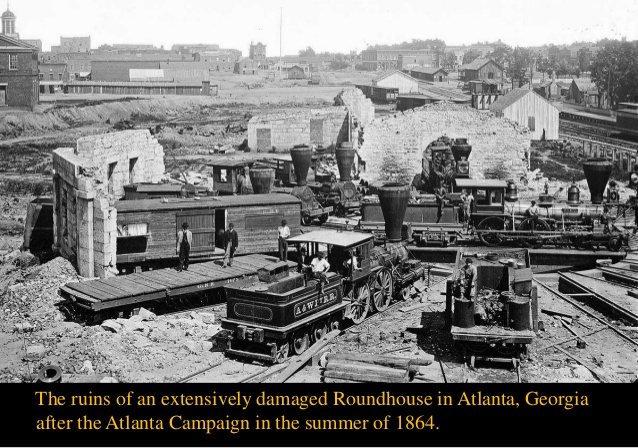 A.&W.P.R.R.
The ruins of an extensively damaged Roundhouse in Atlanta, Georgia
after the Atlanta Campaign in the summer of 1864.